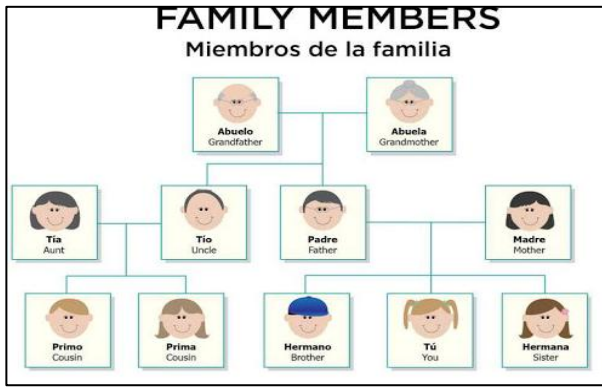 FAMILY MEMBERS
Miembros de la familia
Abuelo
Grandfather
Abuela
Grandmother
Tía
Aunt
Tío
Uncle
Padre
Father
Madre
Mother
Primo
Cousin
Prima
Cousin
Hermano
Brother
Tú
You
Hermana
Sister